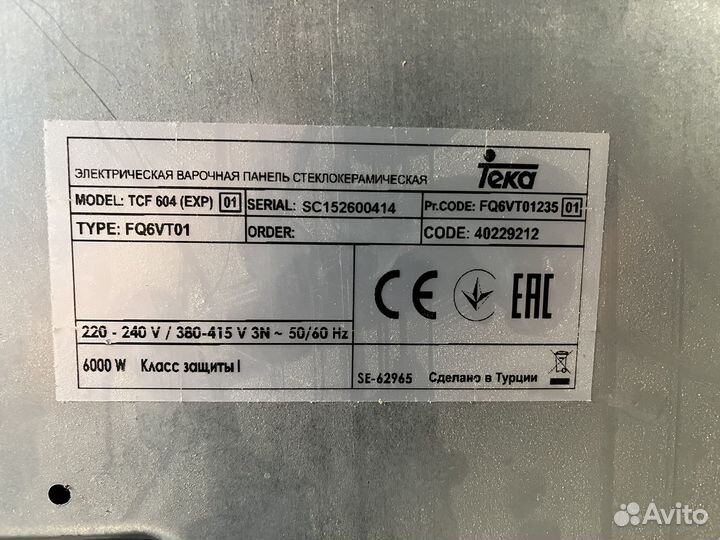 ЭЛЕКТРИЧЕСКАЯ ВАРОЧНАЯ ПАНЕЛЬ СТЕКЛОКЕРАМИЧЕСКАЯ
Teka
MODEL: TCF 604 (EXP) 01 SERIAL: SC152600414 Pr.CODE: FQ6VT01235 01
TYPE: FQ6VT01 ORDER: CODE: 40229212
CE EAC
220 - 240 V / 380-415 V 3N ~ 50/60 Hz
6000 W Класс защиты I SE-62965 Сделано в Турции
Avito